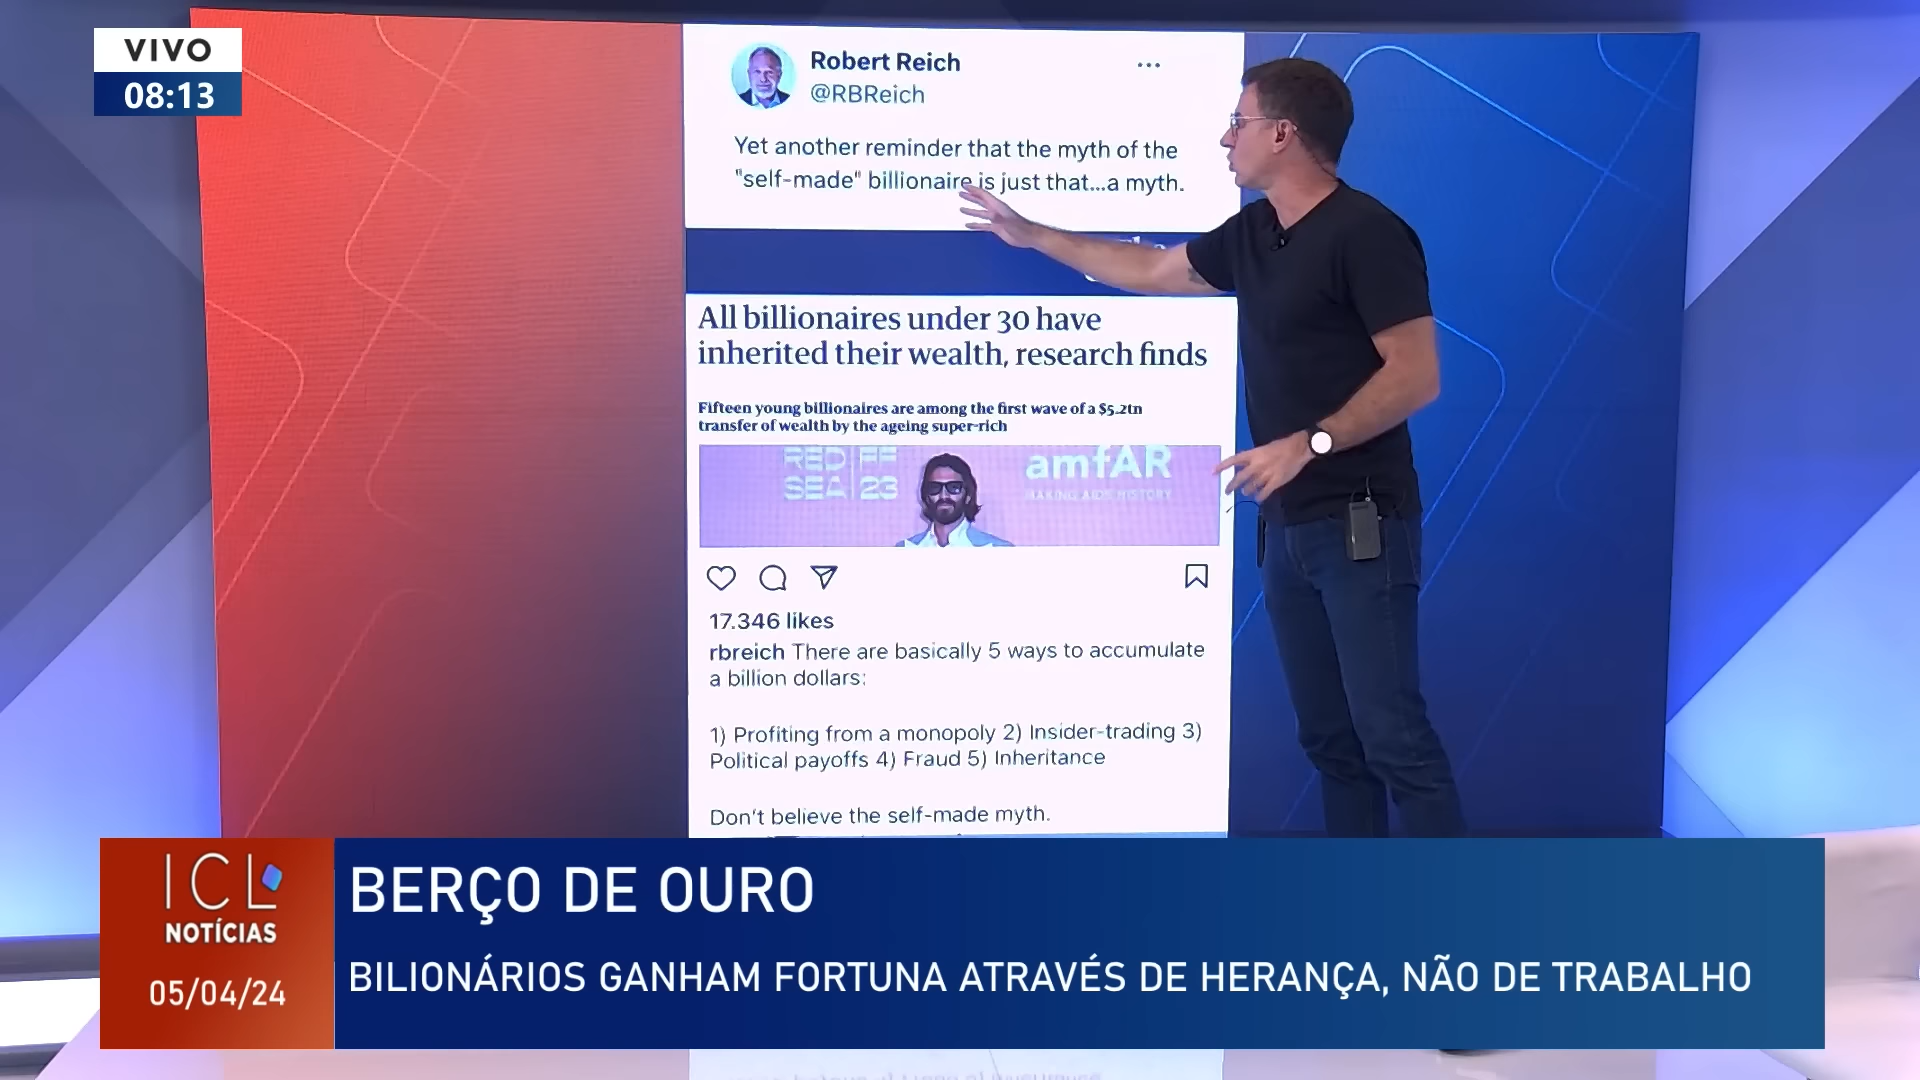 VIVO
08:13
Robert Reich
@RBReich
Yet another reminder that the myth of the
"self-made" billionaire is just that...a myth.
All billionaires under 30 have
inherited their wealth, research finds
Fifteen young billionaires are among the first wave of a $5.2tn
transfer of wealth by the ageing super-rich
RED FF
SEA 23
amfAR
MAKING AIDS HISTORY
17.346 likes
rbreich There are basically 5 ways to accumulate
a billion dollars:
1) Profiting from a monopoly 2) Insider-trading 3)
Political payoffs 4) Fraud 5) Inheritance
Don't believe the self-made myth.
ICL
NOTÍCIAS
05/04/24
BERÇO DE OURO
BILIONÁRIOS GANHAM FORTUNA ATRAVÉS DE HERANÇA, NÃO DE TRABALHO